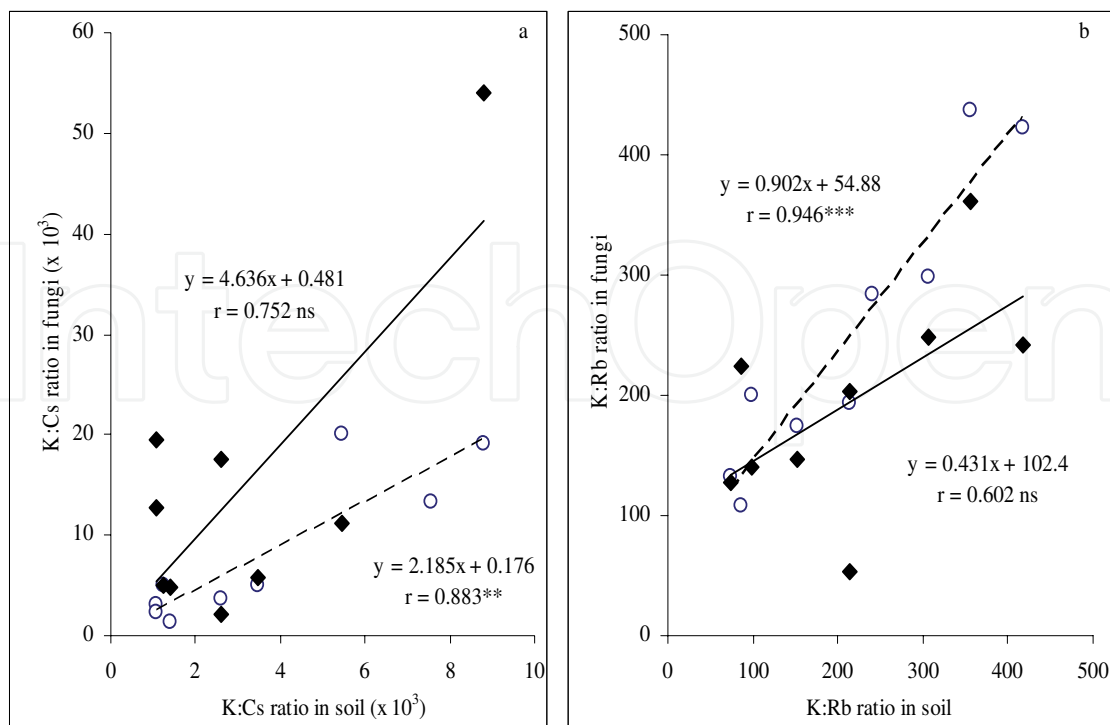 a
60
50
40
30
20
10
0
K:Cs ratio in fungi (x 10³)
y = 4.636x + 0.481
r = 0.752 ns
y = 2.185x + 0.176
r = 0.883**
0 2 4 6 8 10
K:Cs ratio in soil (x 10³)
b
500
400
300
200
100
0
K:Rb ratio in fungi
y = 0.902x + 54.88
r = 0.946***
y = 0.431x + 102.4
r = 0.602 ns
0 100 200 300 400 500
K:Rb ratio in soil
IntechOpen